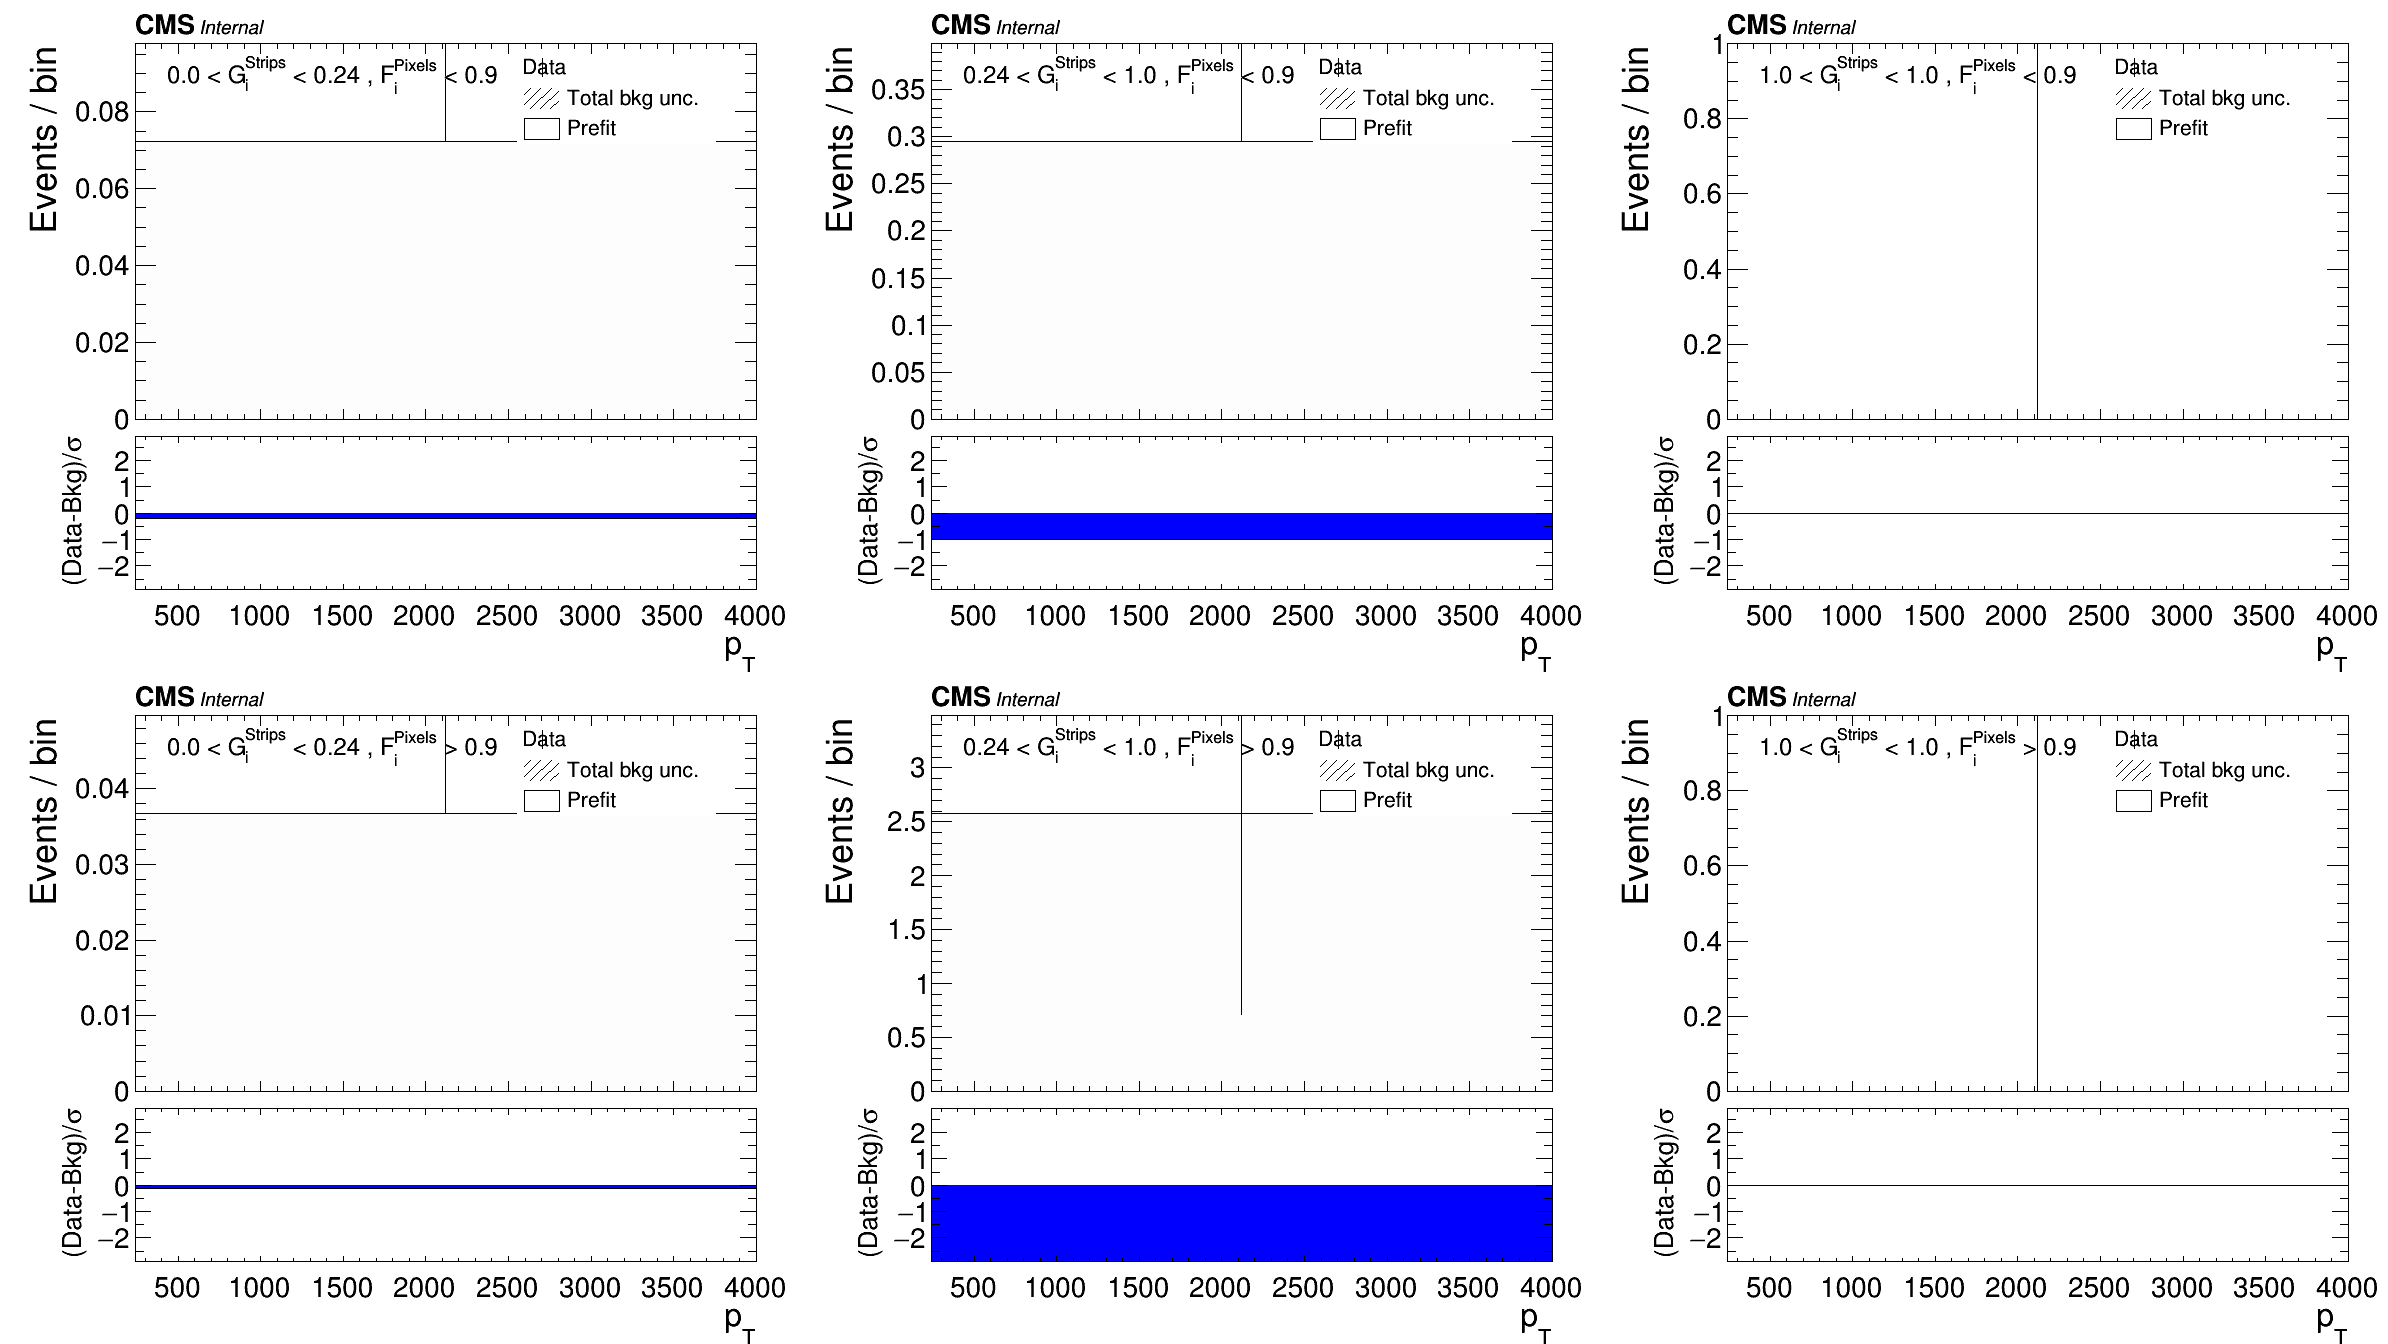 CMS Internal
0.0 < G_i^Strips < 0.24 , F_i^Pixels < 0.9
Data
Total bkg unc.
Prefit
Events / bin
0.08
0.06
0.04
0.02
0
(Data-Bkg)/σ
2
1
0
−1
−2
500 1000 1500 2000 2500 3000 3500 4000
p_T
CMS Internal
0.24 < G_i^Strips < 1.0 , F_i^Pixels < 0.9
Data
Total bkg unc.
Prefit
Events / bin
0.35
0.3
0.25
0.2
0.15
0.1
0.05
0
(Data-Bkg)/σ
2
1
0
−1
−2
500 1000 1500 2000 2500 3000 3500 4000
p_T
CMS Internal
1.0 < G_i^Strips < 1.0 , F_i^Pixels < 0.9
Data
Total bkg unc.
Prefit
Events / bin
1
0.8
0.6
0.4
0.2
0
(Data-Bkg)/σ
2
1
0
−1
−2
500 1000 1500 2000 2500 3000 3500 4000
p_T
CMS Internal
0.0 < G_i^Strips < 0.24 , F_i^Pixels > 0.9
Data
Total bkg unc.
Prefit
Events / bin
0.04
0.03
0.02
0.01
0
(Data-Bkg)/σ
2
1
0
−1
−2
500 1000 1500 2000 2500 3000 3500 4000
p_T
CMS Internal
0.24 < G_i^Strips < 1.0 , F_i^Pixels > 0.9
Data
Total bkg unc.
Prefit
Events / bin
3
2.5
2
1.5
1
0.5
0
(Data-Bkg)/σ
2
1
0
−1
−2
500 1000 1500 2000 2500 3000 3500 4000
p_T
CMS Internal
1.0 < G_i^Strips < 1.0 , F_i^Pixels > 0.9
Data
Total bkg unc.
Prefit
Events / bin
1
0.8
0.6
0.4
0.2
0
(Data-Bkg)/σ
2
1
0
−1
−2
500 1000 1500 2000 2500 3000 3500 4000
p_T